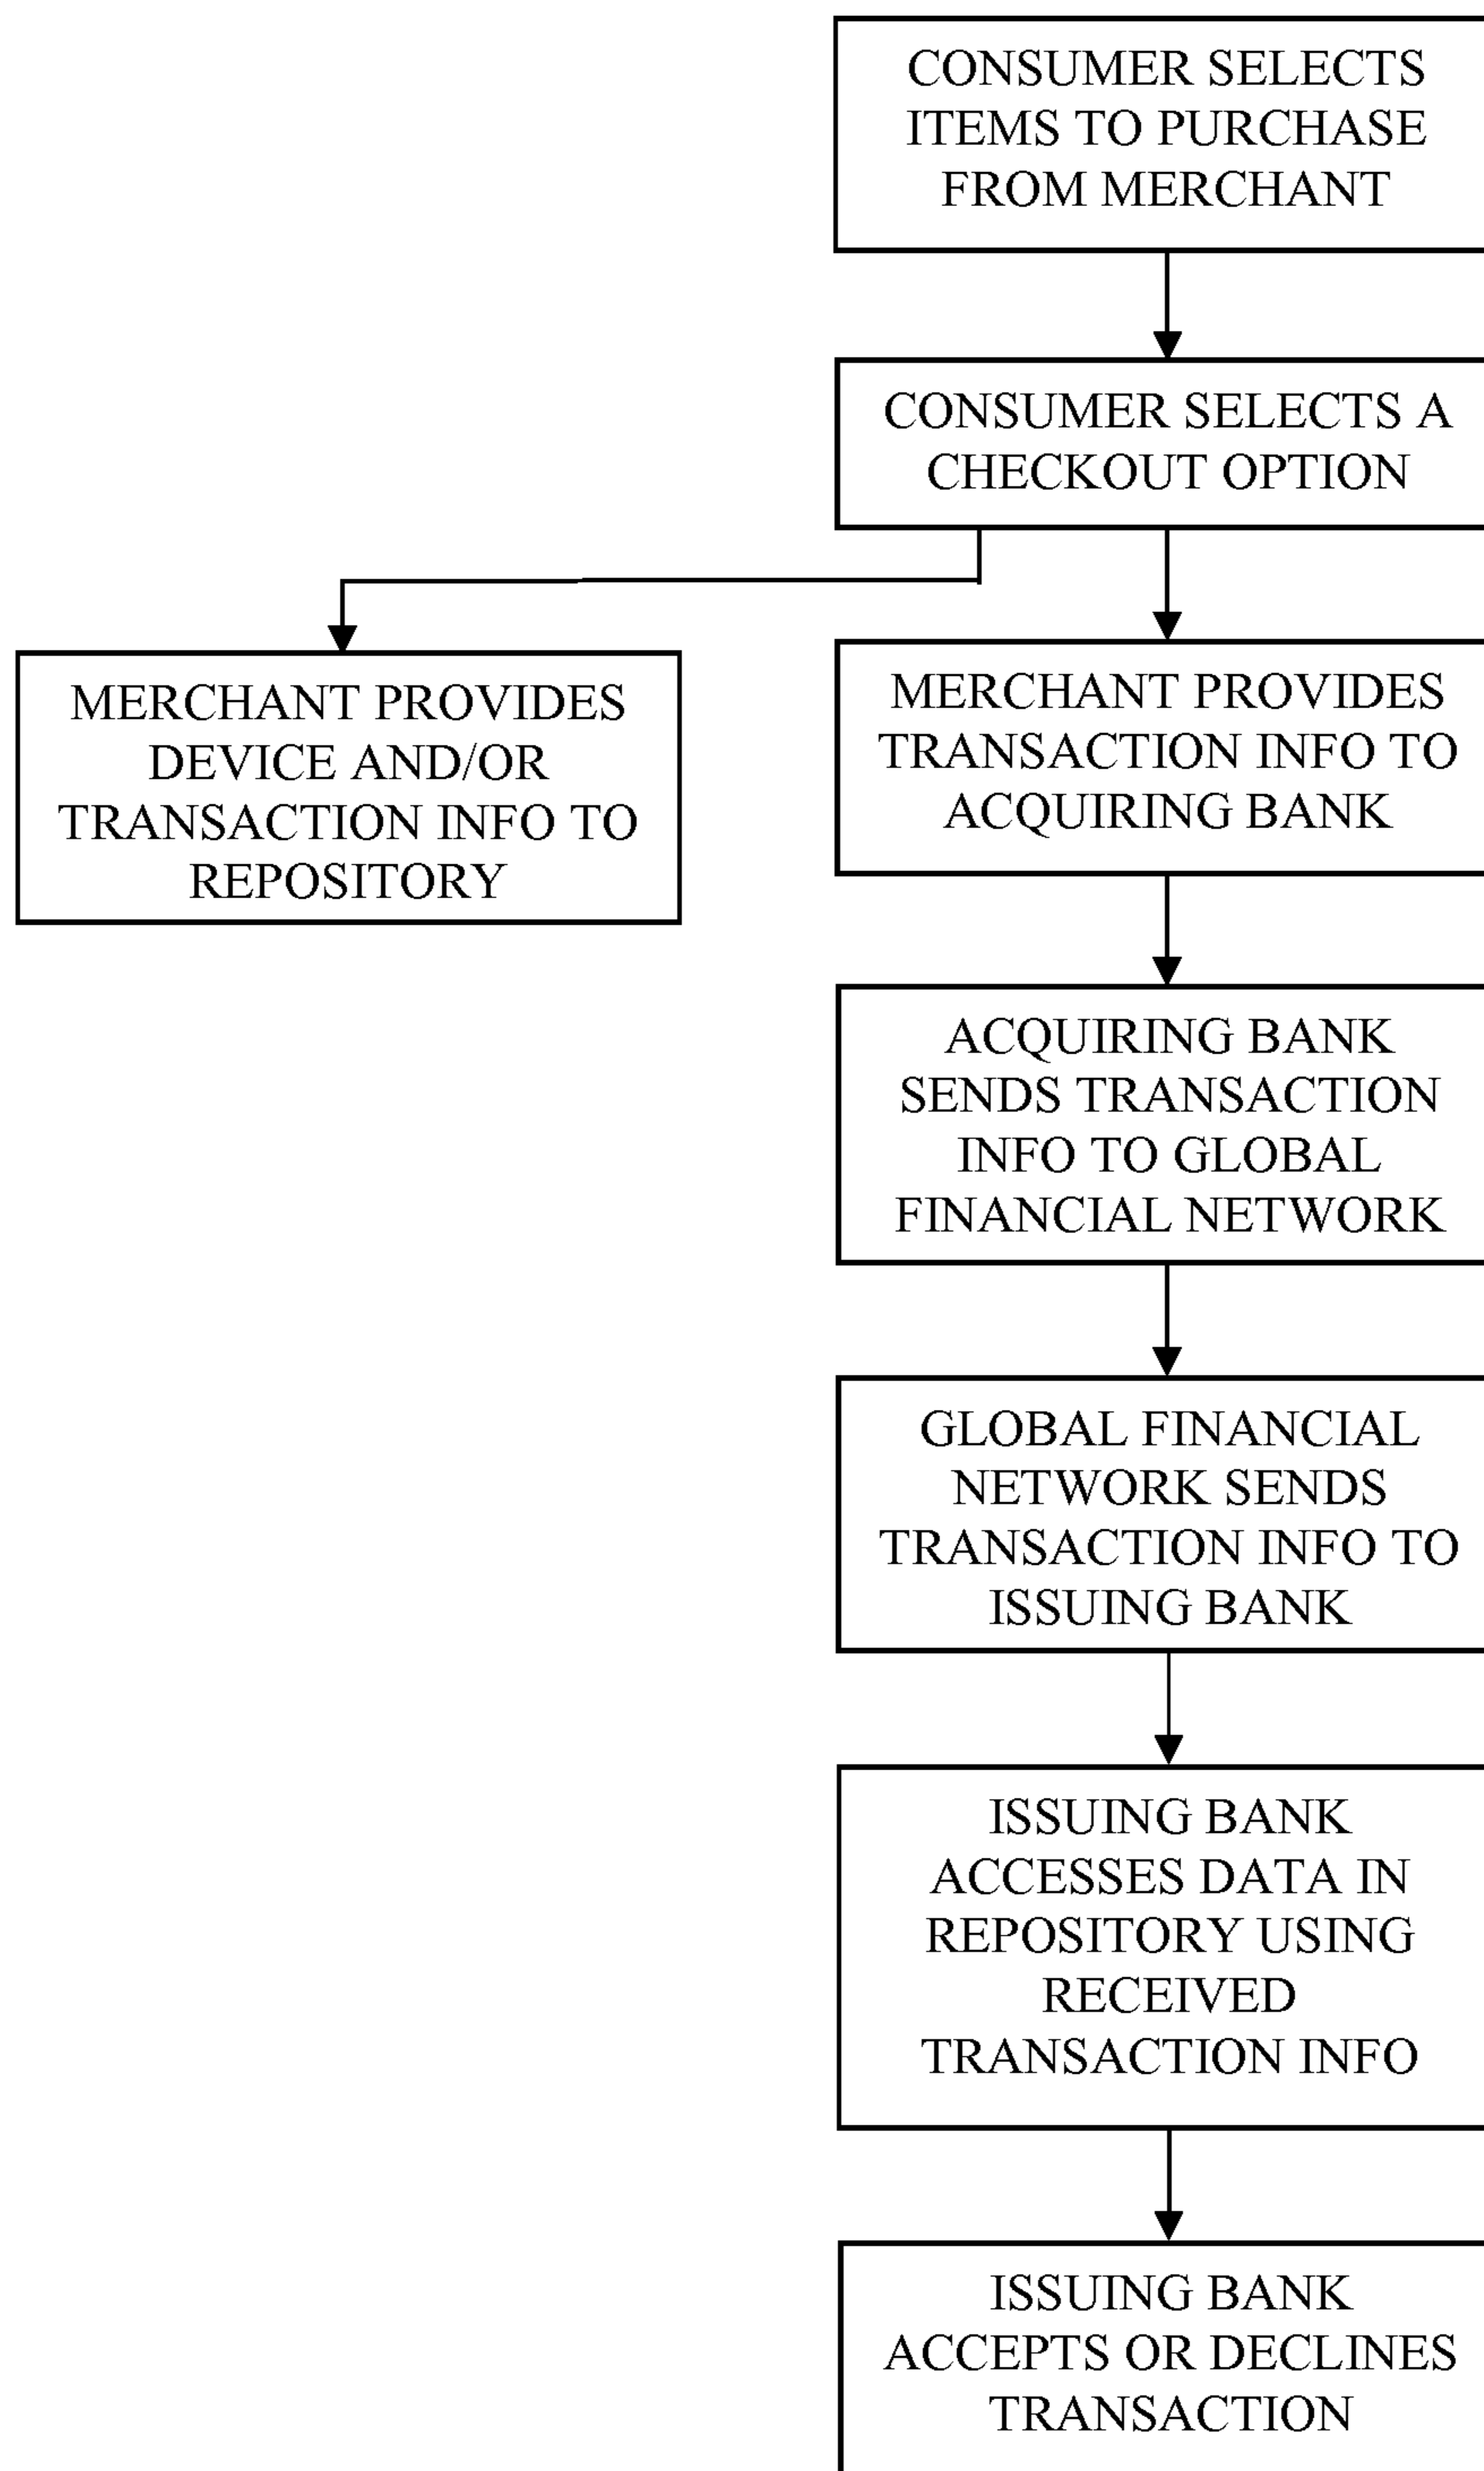 CONSUMER SELECTS
ITEMS TO PURCHASE
FROM MERCHANT
CONSUMER SELECTS A
CHECKOUT OPTION
MERCHANT PROVIDES
DEVICE AND/OR
TRANSACTION INFO TO
REPOSITORY
MERCHANT PROVIDES
TRANSACTION INFO TO
ACQUIRING BANK
ACQUIRING BANK
SENDS TRANSACTION
INFO TO GLOBAL
FINANCIAL NETWORK
GLOBAL FINANCIAL
NETWORK SENDS
TRANSACTION INFO TO
ISSUING BANK
ISSUING BANK
ACCESSES DATA IN
REPOSITORY USING
RECEIVED
TRANSACTION INFO
ISSUING BANK
ACCEPTS OR DECLINES
TRANSACTION